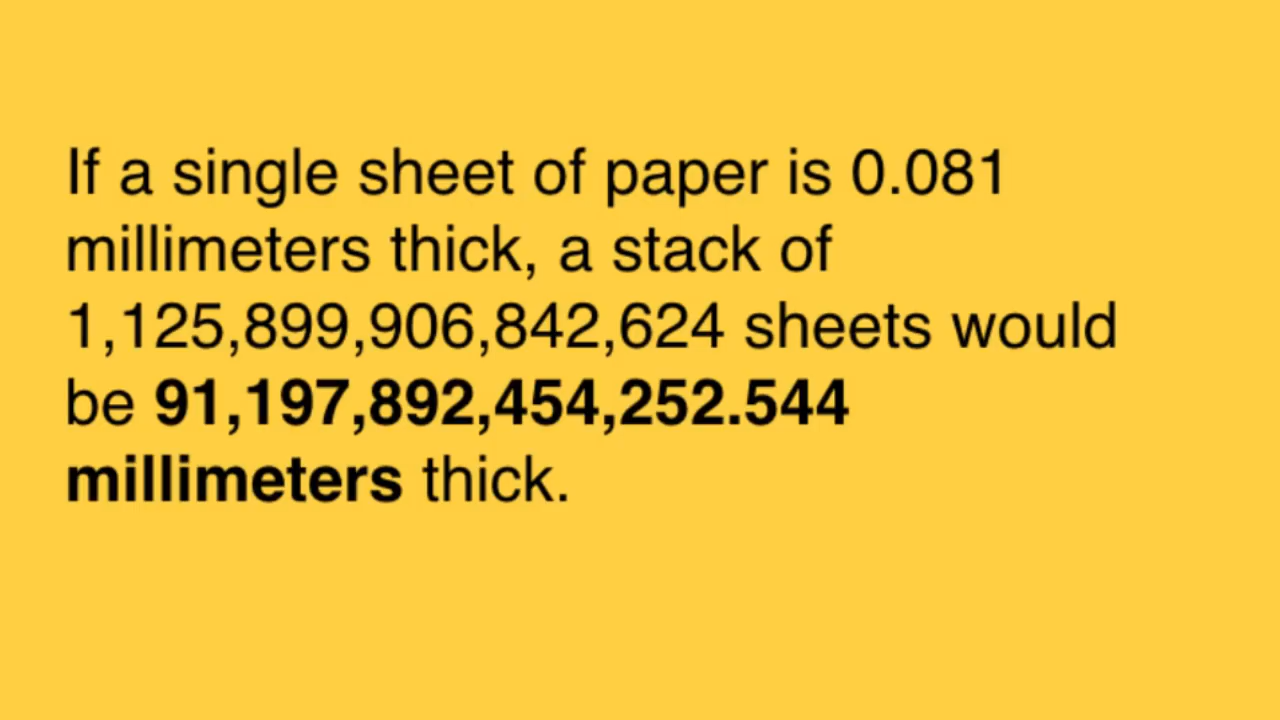 If a single sheet of paper is 0.081
millimeters thick, a stack of
1,125,899,906,842,624 sheets would
be 91,197,892,454,252.544
millimeters thick.